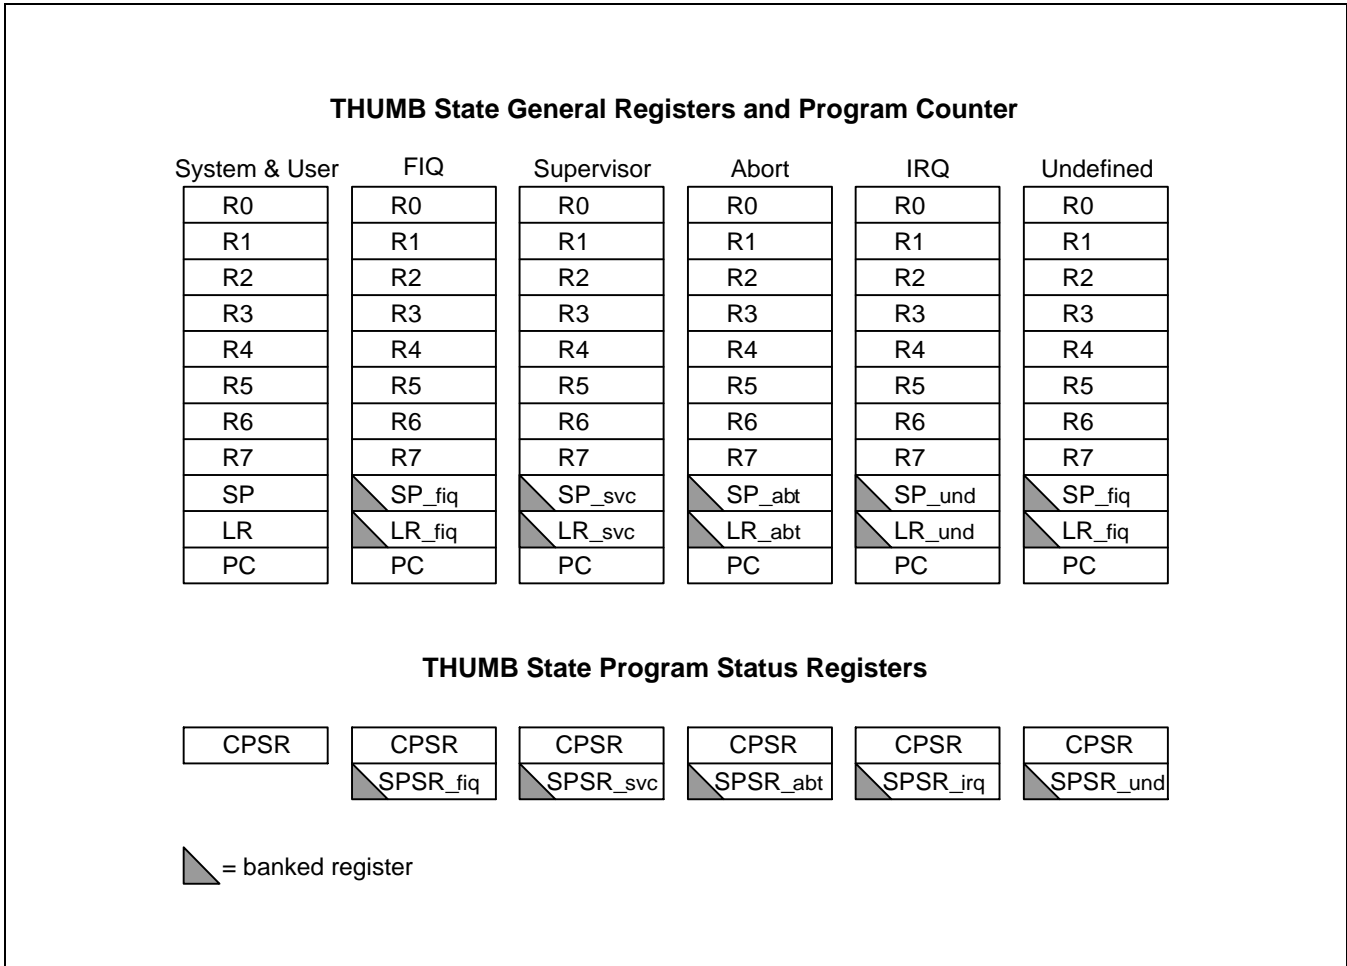 THUMB State General Registers and Program Counter
System & User FIQ Supervisor Abort IRQ Undefined
R0 R0 R0 R0 R0 R0
R1 R1 R1 R1 R1 R1
R2 R2 R2 R2 R2 R2
R3 R3 R3 R3 R3 R3
R4 R4 R4 R4 R4 R4
R5 R5 R5 R5 R5 R5
R6 R6 R6 R6 R6 R6
R7 R7 R7 R7 R7 R7
SP SP_fiq SP_svc SP_abt SP_und SP_fiq
LR LR_fiq LR_svc LR_abt LR_und LR_fiq
PC PC PC PC PC PC
THUMB State Program Status Registers
CPSR CPSR CPSR CPSR CPSR CPSR
SPSR_fiq SPSR_svc SPSR_abt SPSR_irq SPSR_und
= banked register